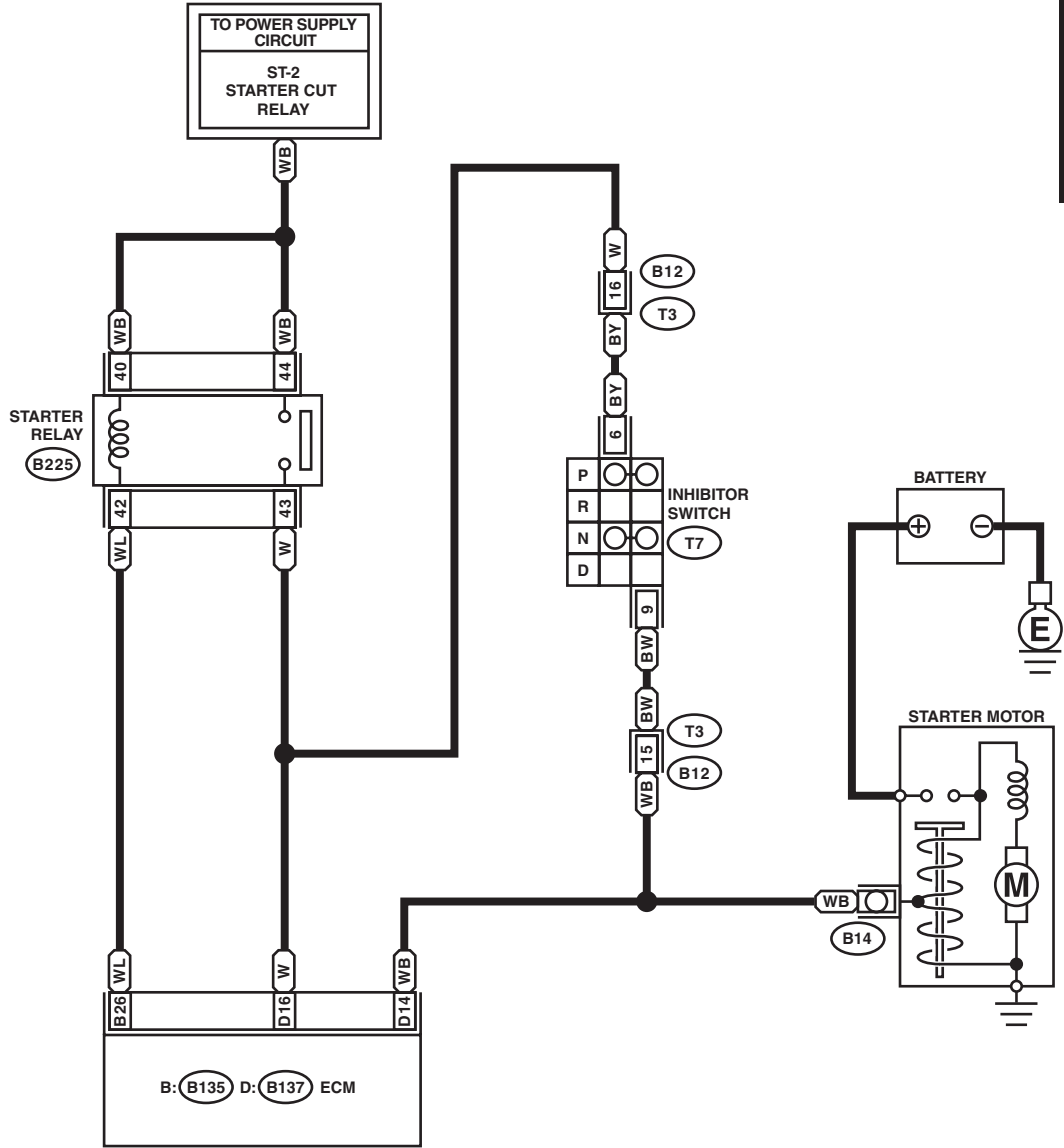 TO POWER SUPPLY
CIRCUIT
ST-2
STARTER CUT
RELAY
WB
W
B12
16
T3
BY
WB
WB
40
44
BY
6
STARTER
RELAY
B225
P
R
N
D
INHIBITOR
SWITCH
T7
BATTERY
+
−
42
43
WL
W
9
BW
E
BW
T3
15
B12
WB
STARTER MOTOR
M
WB
B14
WL
W
WB
B26
D16
D14
B: B135 D: B137 ECM